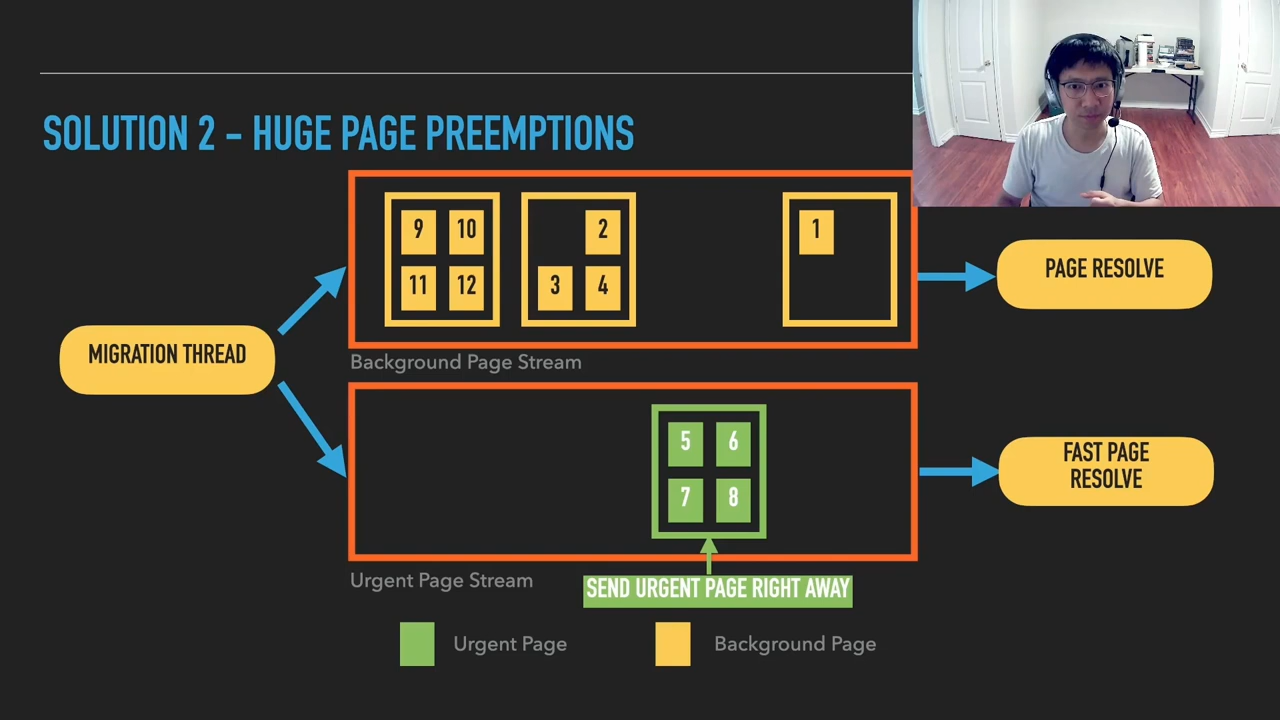 SOLUTION 2 - HUGE PAGE PREEMPTIONS
9 10
11 12
2
3 4
1
PAGE RESOLVE
MIGRATION THREAD
Background Page Stream
5 6
7 8
FAST PAGE
RESOLVE
Urgent Page Stream
SEND URGENT PAGE RIGHT AWAY
Urgent Page
Background Page